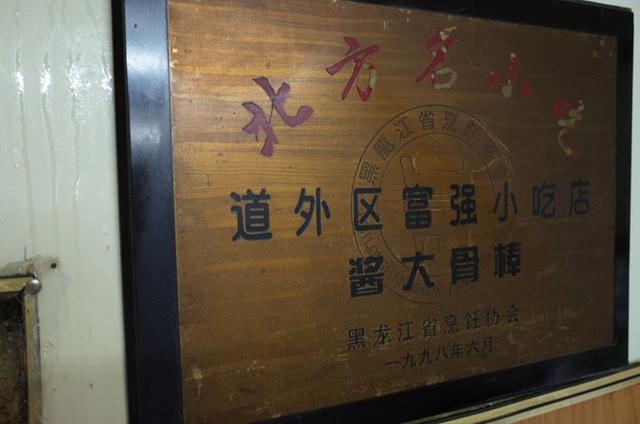 北方名小吃
道外区富强小吃店
酱大骨棒
黑龙江省烹饪协会
一九九八年六月